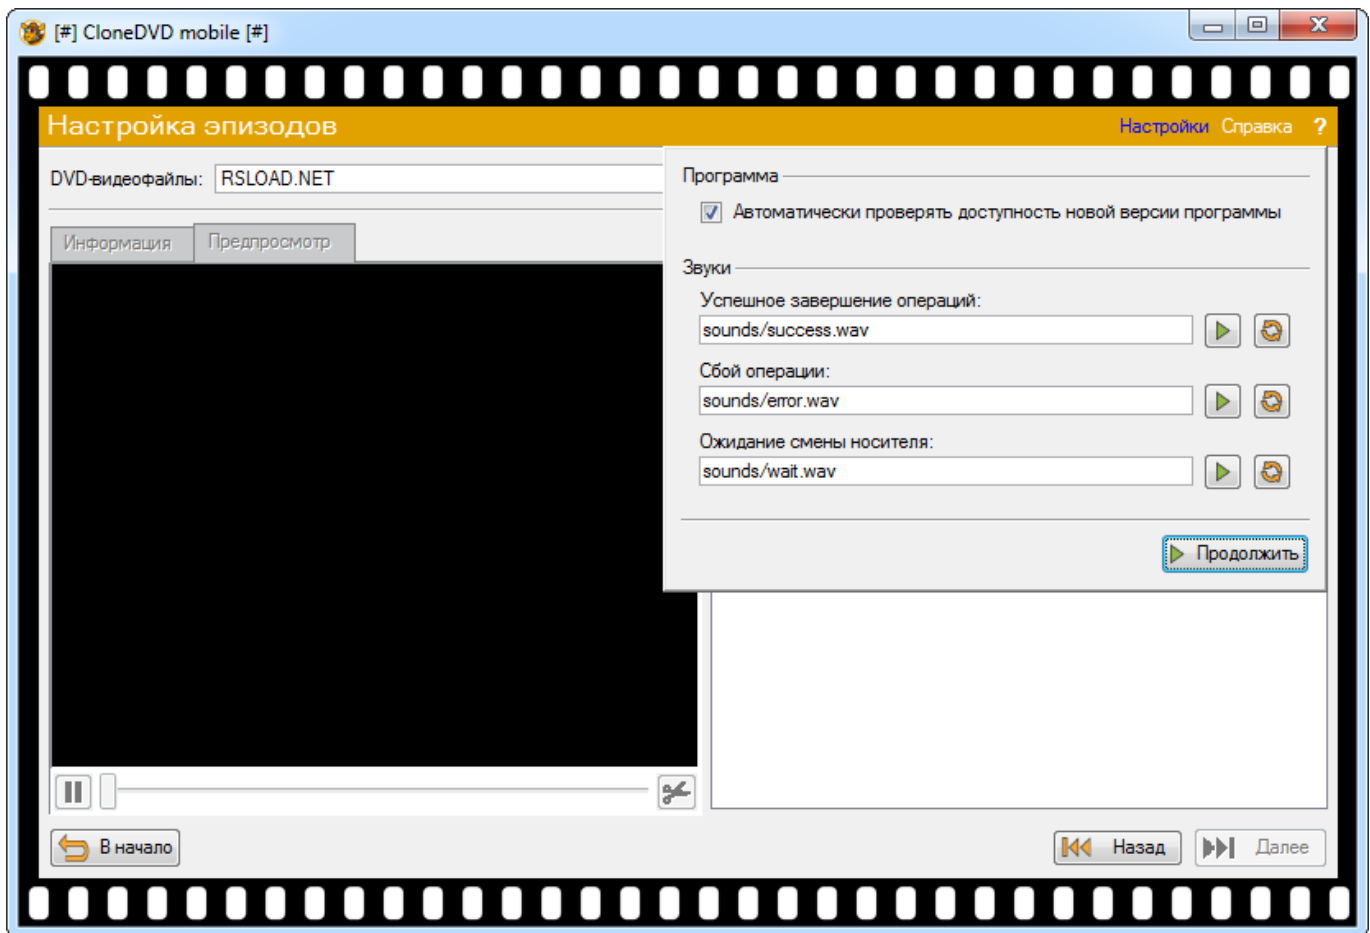 [#] CloneDVD mobile [#]
Настройка эпизодов
Настройки Справка ?
DVD-видеофайлы: RSLOAD.NET
Информация Предпросмотр
Программа
Автоматически проверять доступность новой версии программы
Звуки
Успешное завершение операций:
sounds/success.wav
Сбой операции:
sounds/error.wav
Ожидание смены носителя:
sounds/wait.wav
Продолжить
В начало
Назад
Далее